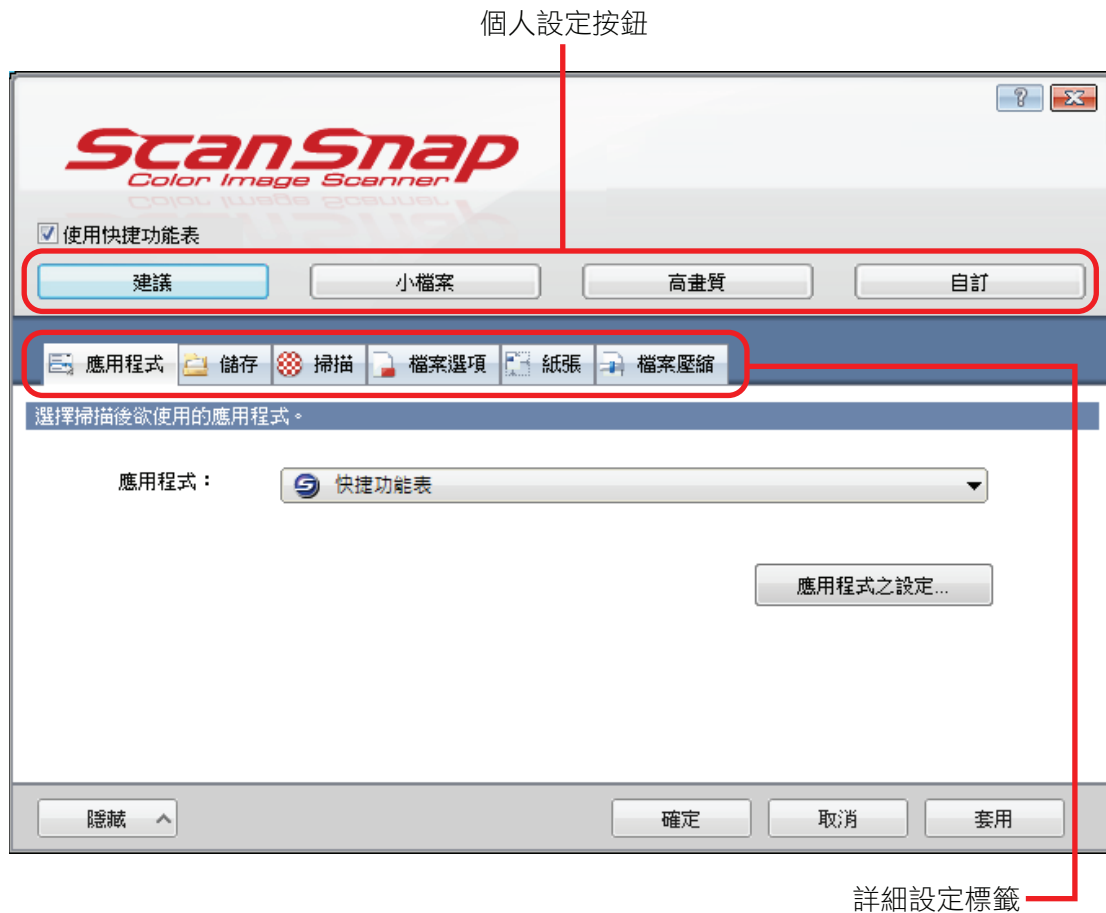 個人設定按鈕
ScanSnap
Color Image Scanner
使用快捷功能表
建議 小檔案 高畫質 自訂
應用程式 儲存 掃描 檔案選項 紙張 檔案壓縮
選擇掃描後欲使用的應用程式。
應用程式： 快捷功能表
應用程式之設定...
隱藏 確定 取消 套用
詳細設定標籤